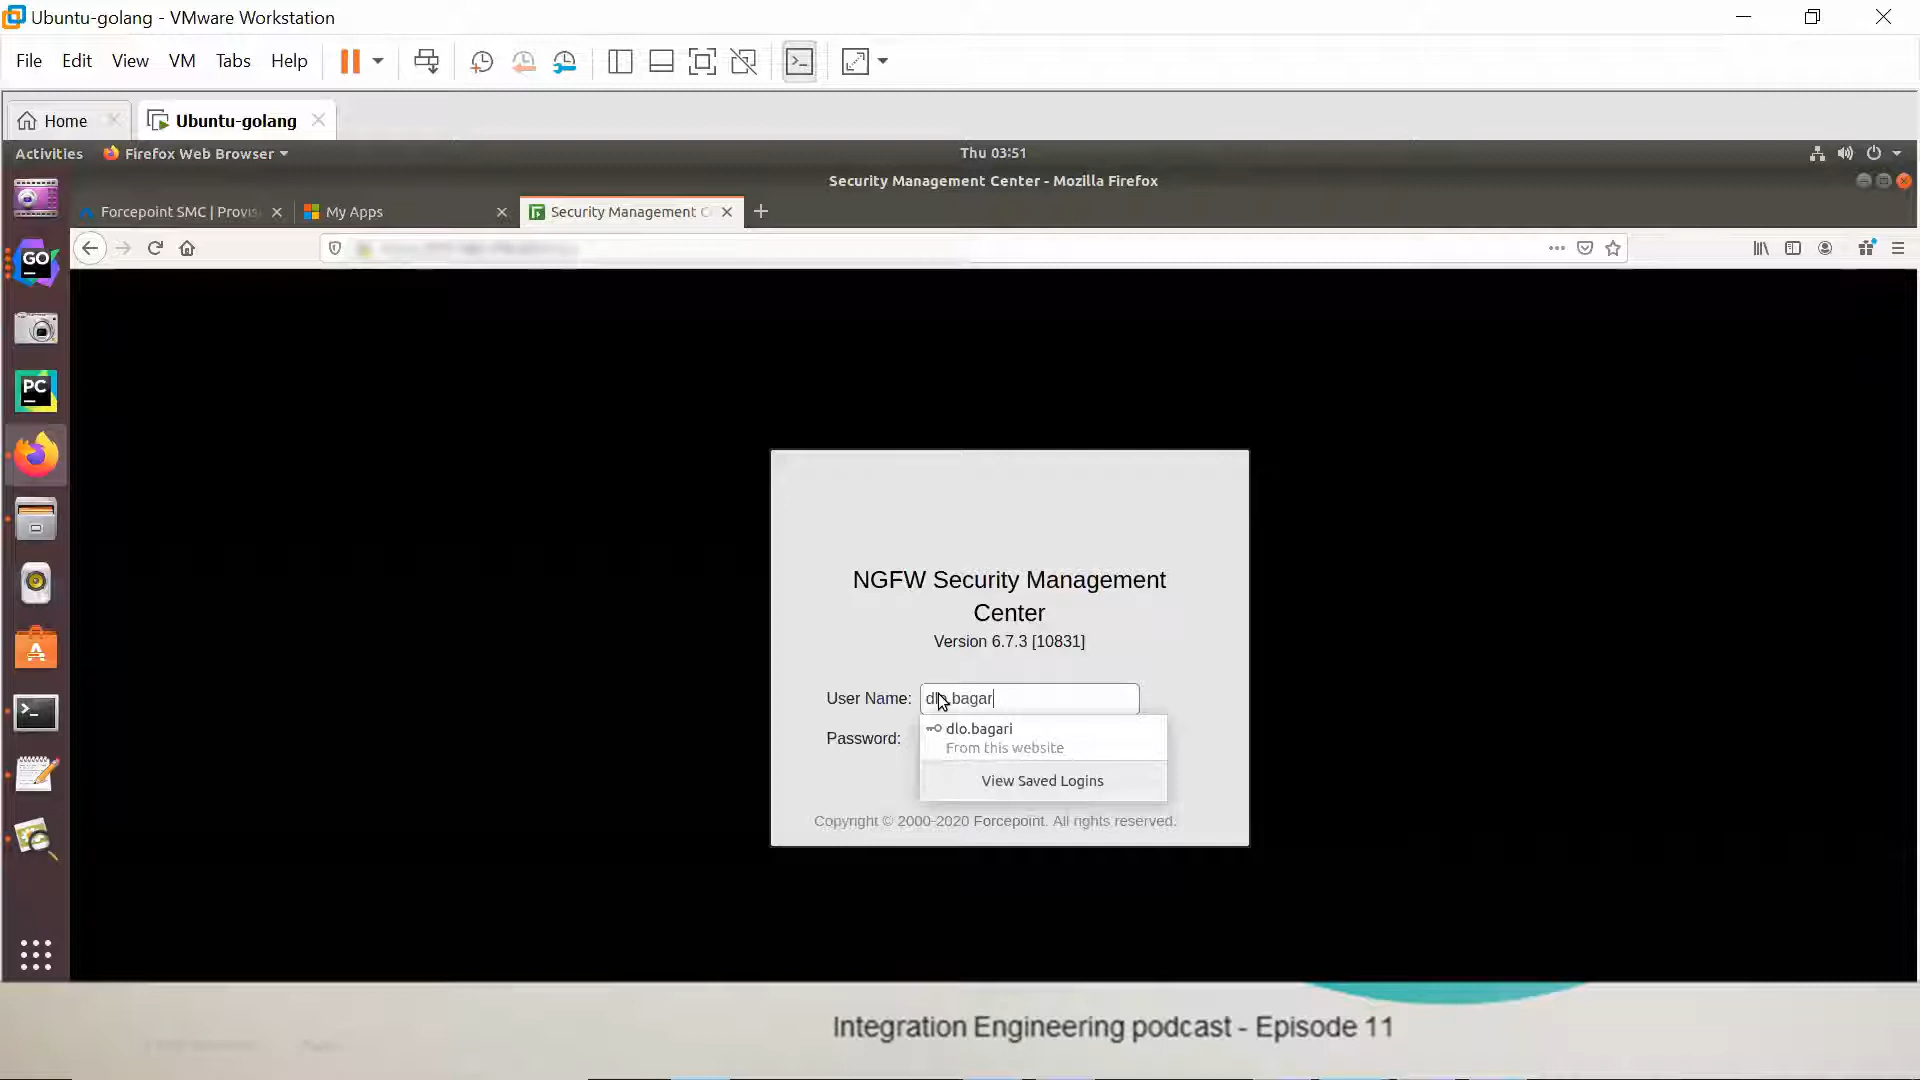 Ubuntu-golang - VMware Workstation
File Edit View VM Tabs Help
Home
Ubuntu-golang
Activities Firefox Web Browser Thu 03:51
Security Management Center - Mozilla Firefox
Forcepoint SMC | Provis
My Apps
Security Management C
GO
PC
NGFW Security Management
Center
Version 6.7.3 [10831]
User Name: dlo.bagar
dlo.bagari
Password:
From this website
View Saved Logins
Copyright © 2000-2020 Forcepoint. All rights reserved.
Integration Engineering podcast - Episode 11